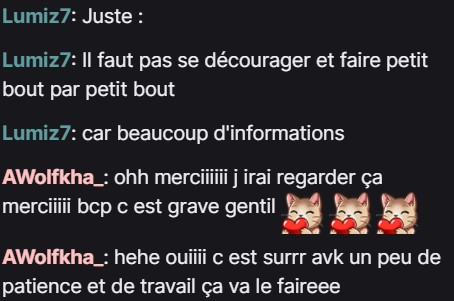 Lumiz7: Juste :
Lumiz7: Il faut pas se décourager et faire petit
bout par petit bout
Lumiz7: car beaucoup d'informations
AWolfkha_: ohh merciiiiii j irai regarder ça
merciiiii bcp c est grave gentil
AWolfkha_: hehe ouiiii c est surrr avk un peu de
patience et de travail ça va le faireeee